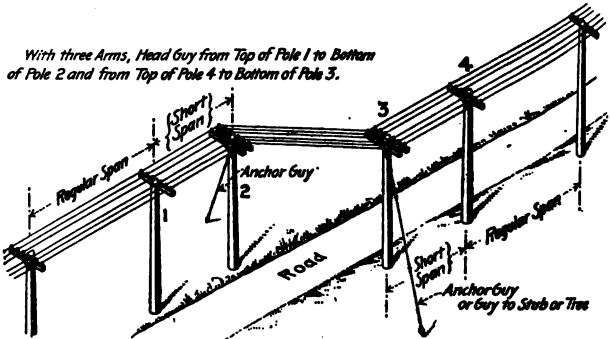 With three Arms, Head Guy from Top of Pole 1 to Bottom
of Pole 2 and from Top of Pole 4 to Bottom of Pole 3.
Short
Span
Regular Span
1
Anchor Guy
2
3
4
Road
Short
Span
Regular Span
Anchor Guy
or Guy to Stub or Tree